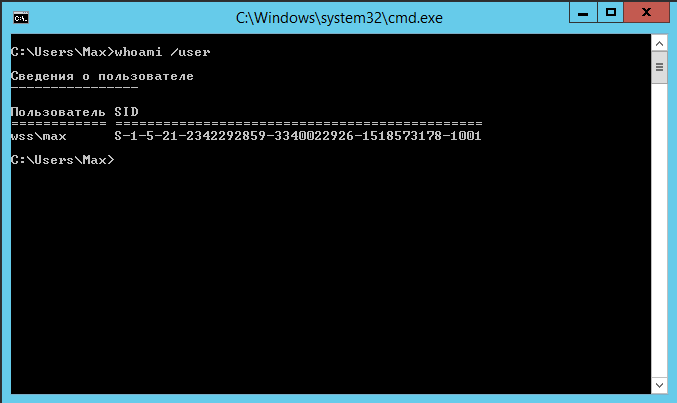 C:\Windows\system32\cmd.exe
C:\Users\Max>whoami /user
Сведения о пользователе
----------------
Пользователь SID
============ ==============================================
wss\max      S-1-5-21-2342292859-3340022926-1518573178-1001
C:\Users\Max>